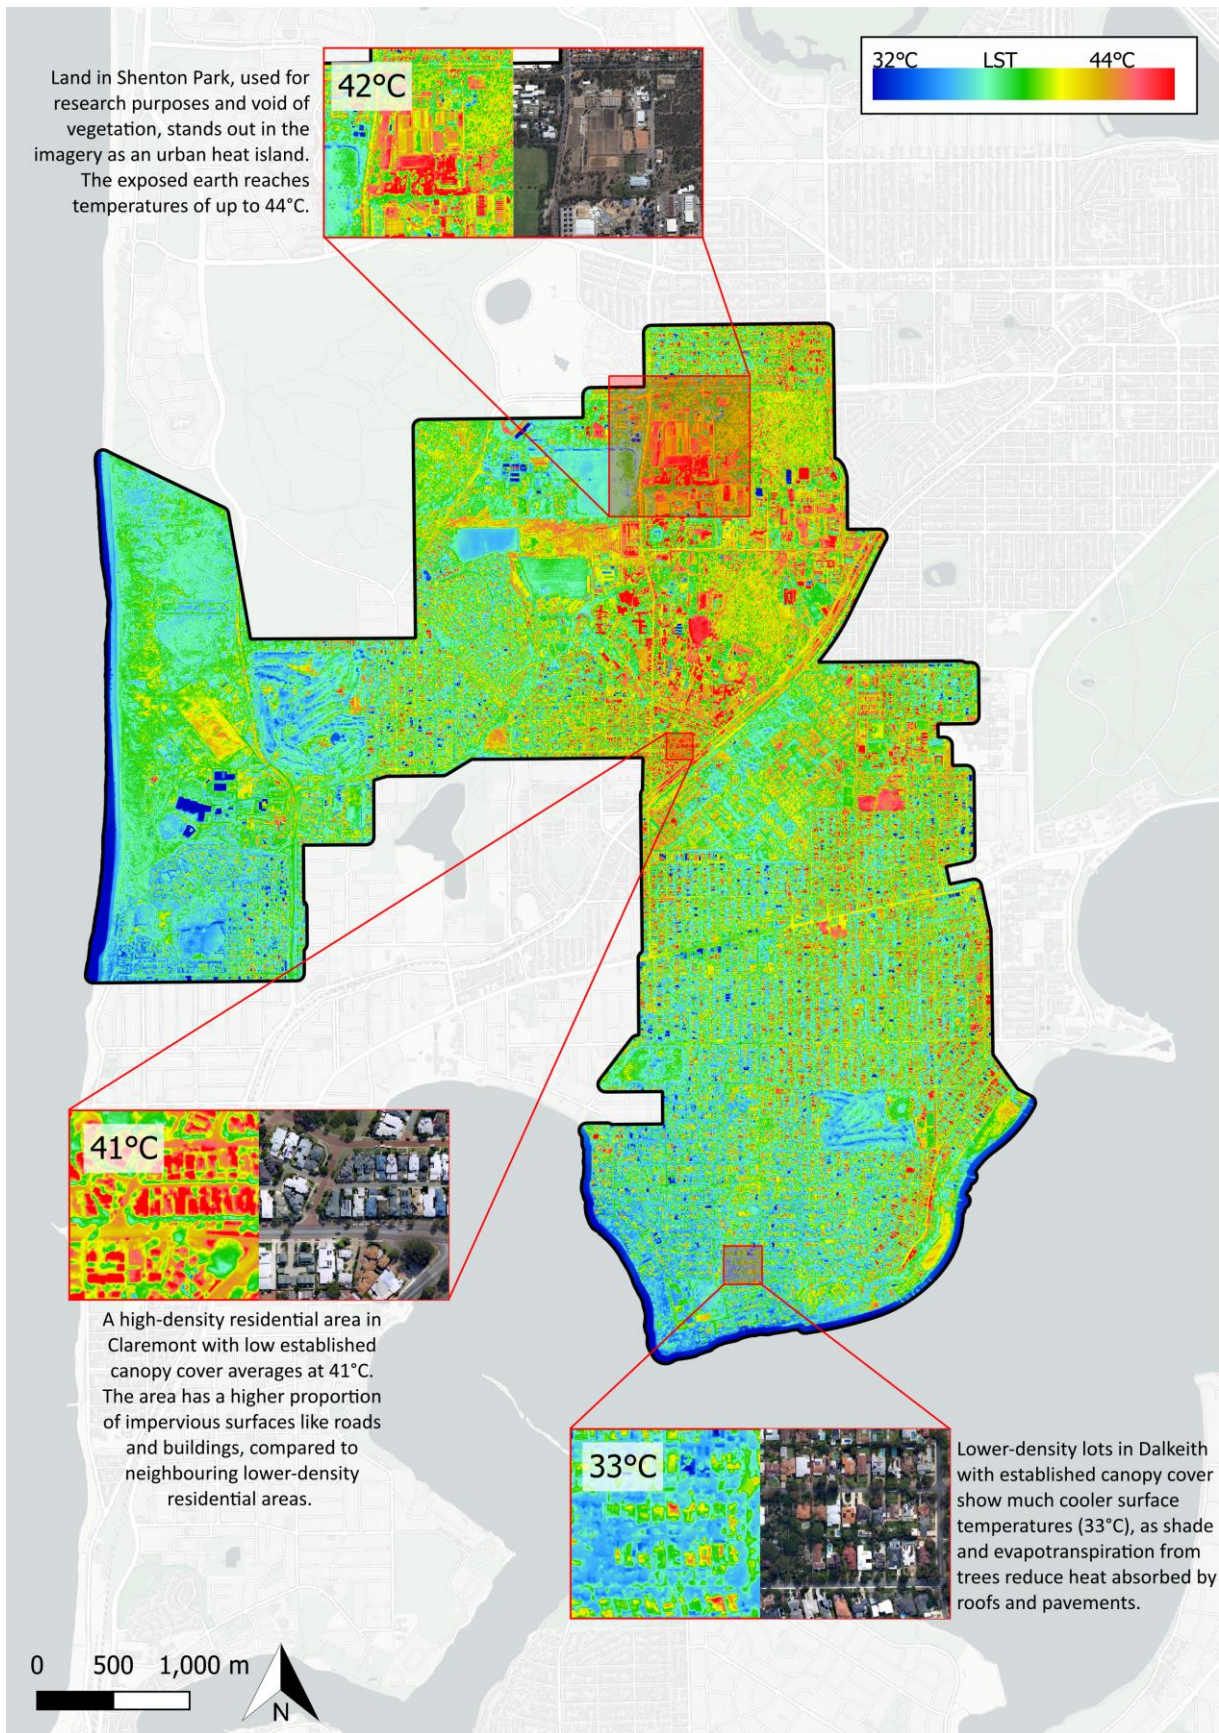 Land in Shenton Park, used for
research purposes and void of
vegetation, stands out in the
imagery as an urban heat island.
The exposed earth reaches
temperatures of up to 44°C.
42°C
32°C LST 44°C
41°C
A high-density residential area in
Claremont with low established
canopy cover averages at 41°C.
The area has a higher proportion
of impervious surfaces like roads
and buildings, compared to
neighbouring lower-density
residential areas.
33°C
Lower-density lots in Dalkeith
with established canopy cover
show much cooler surface
temperatures (33°C), as shade
and evapotranspiration from
trees reduce heat absorbed by
roofs and pavements.
0 500 1,000 m
N